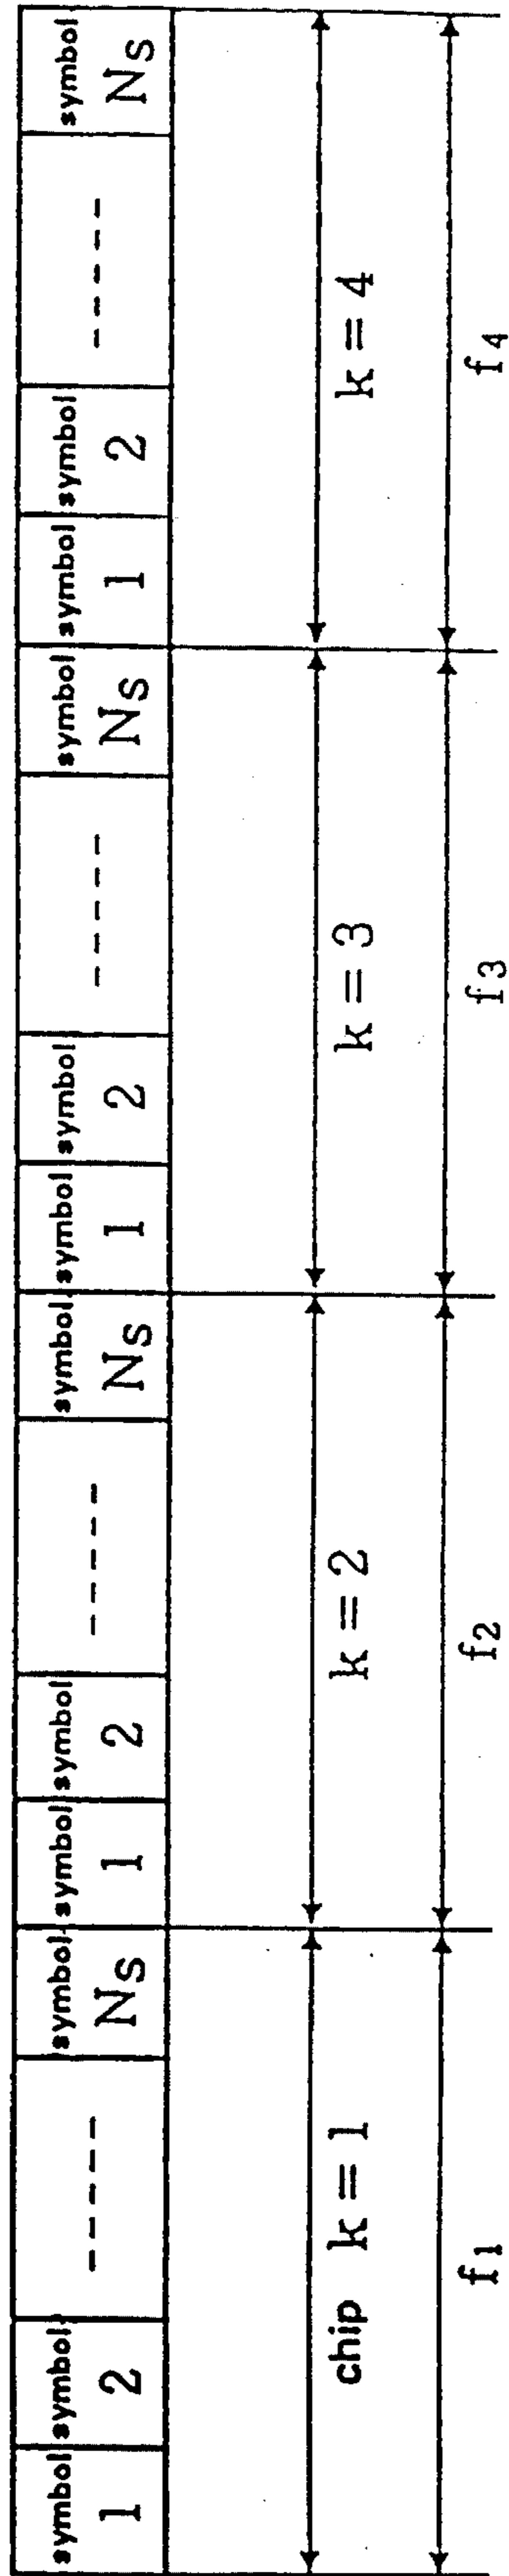 symbol symbol symbol symbol symbol symbol symbol symbol symbol symbol symbol symbol
1 2 ----- Ns 1 2 ----- Ns 1 2 ----- Ns 1 2 ----- Ns
chip k=1 k=2 k=3 k=4
f1 f2 f3 f4